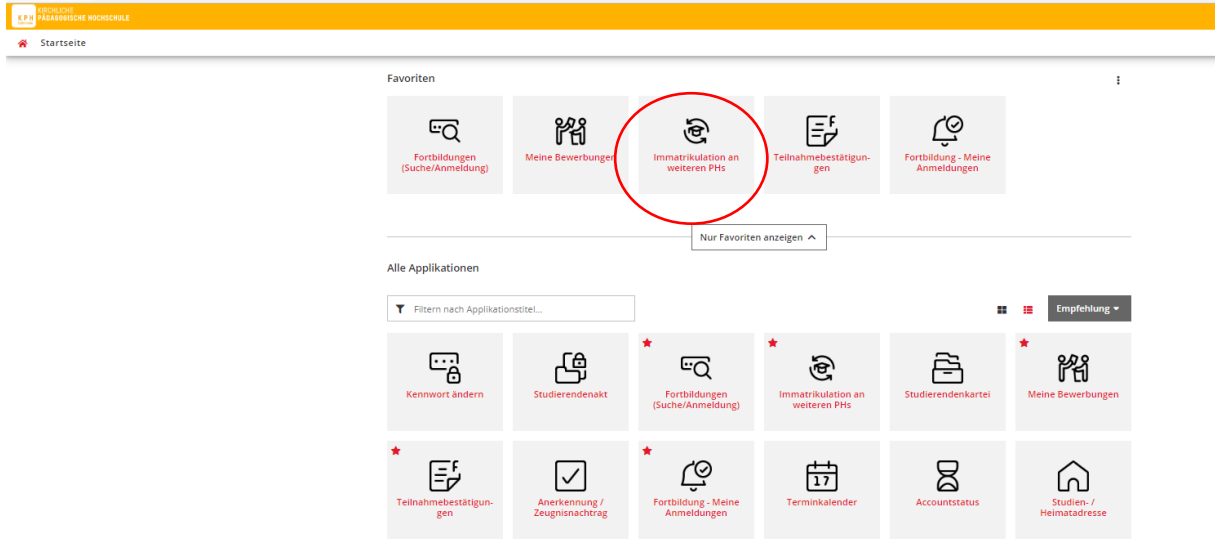 KIRCHLICHE
KPH PÄDAGOGISCHE HOCHSCHULE
Startseite
Favoriten
Fortbildungen
(Suche/Anmeldung)
Meine Bewerbungen
Immatrikulation an
weiteren PHs
Teilnahmebestätigun-
gen
Fortbildung - Meine
Anmeldungen
Nur Favoriten anzeigen
Alle Applikationen
Filtern nach Applikationstitel...
Empfehlung
Kennwort ändern
Studierendenakt
Fortbildungen
(Suche/Anmeldung)
Immatrikulation an
weiteren PHs
Studierendenkartei
Meine Bewerbungen
Teilnahmebestätigun-
gen
Anerkennung /
Zeugnisnachtrag
Fortbildung - Meine
Anmeldungen
17
Terminkalender
Accountstatus
Studien- /
Heimatadresse